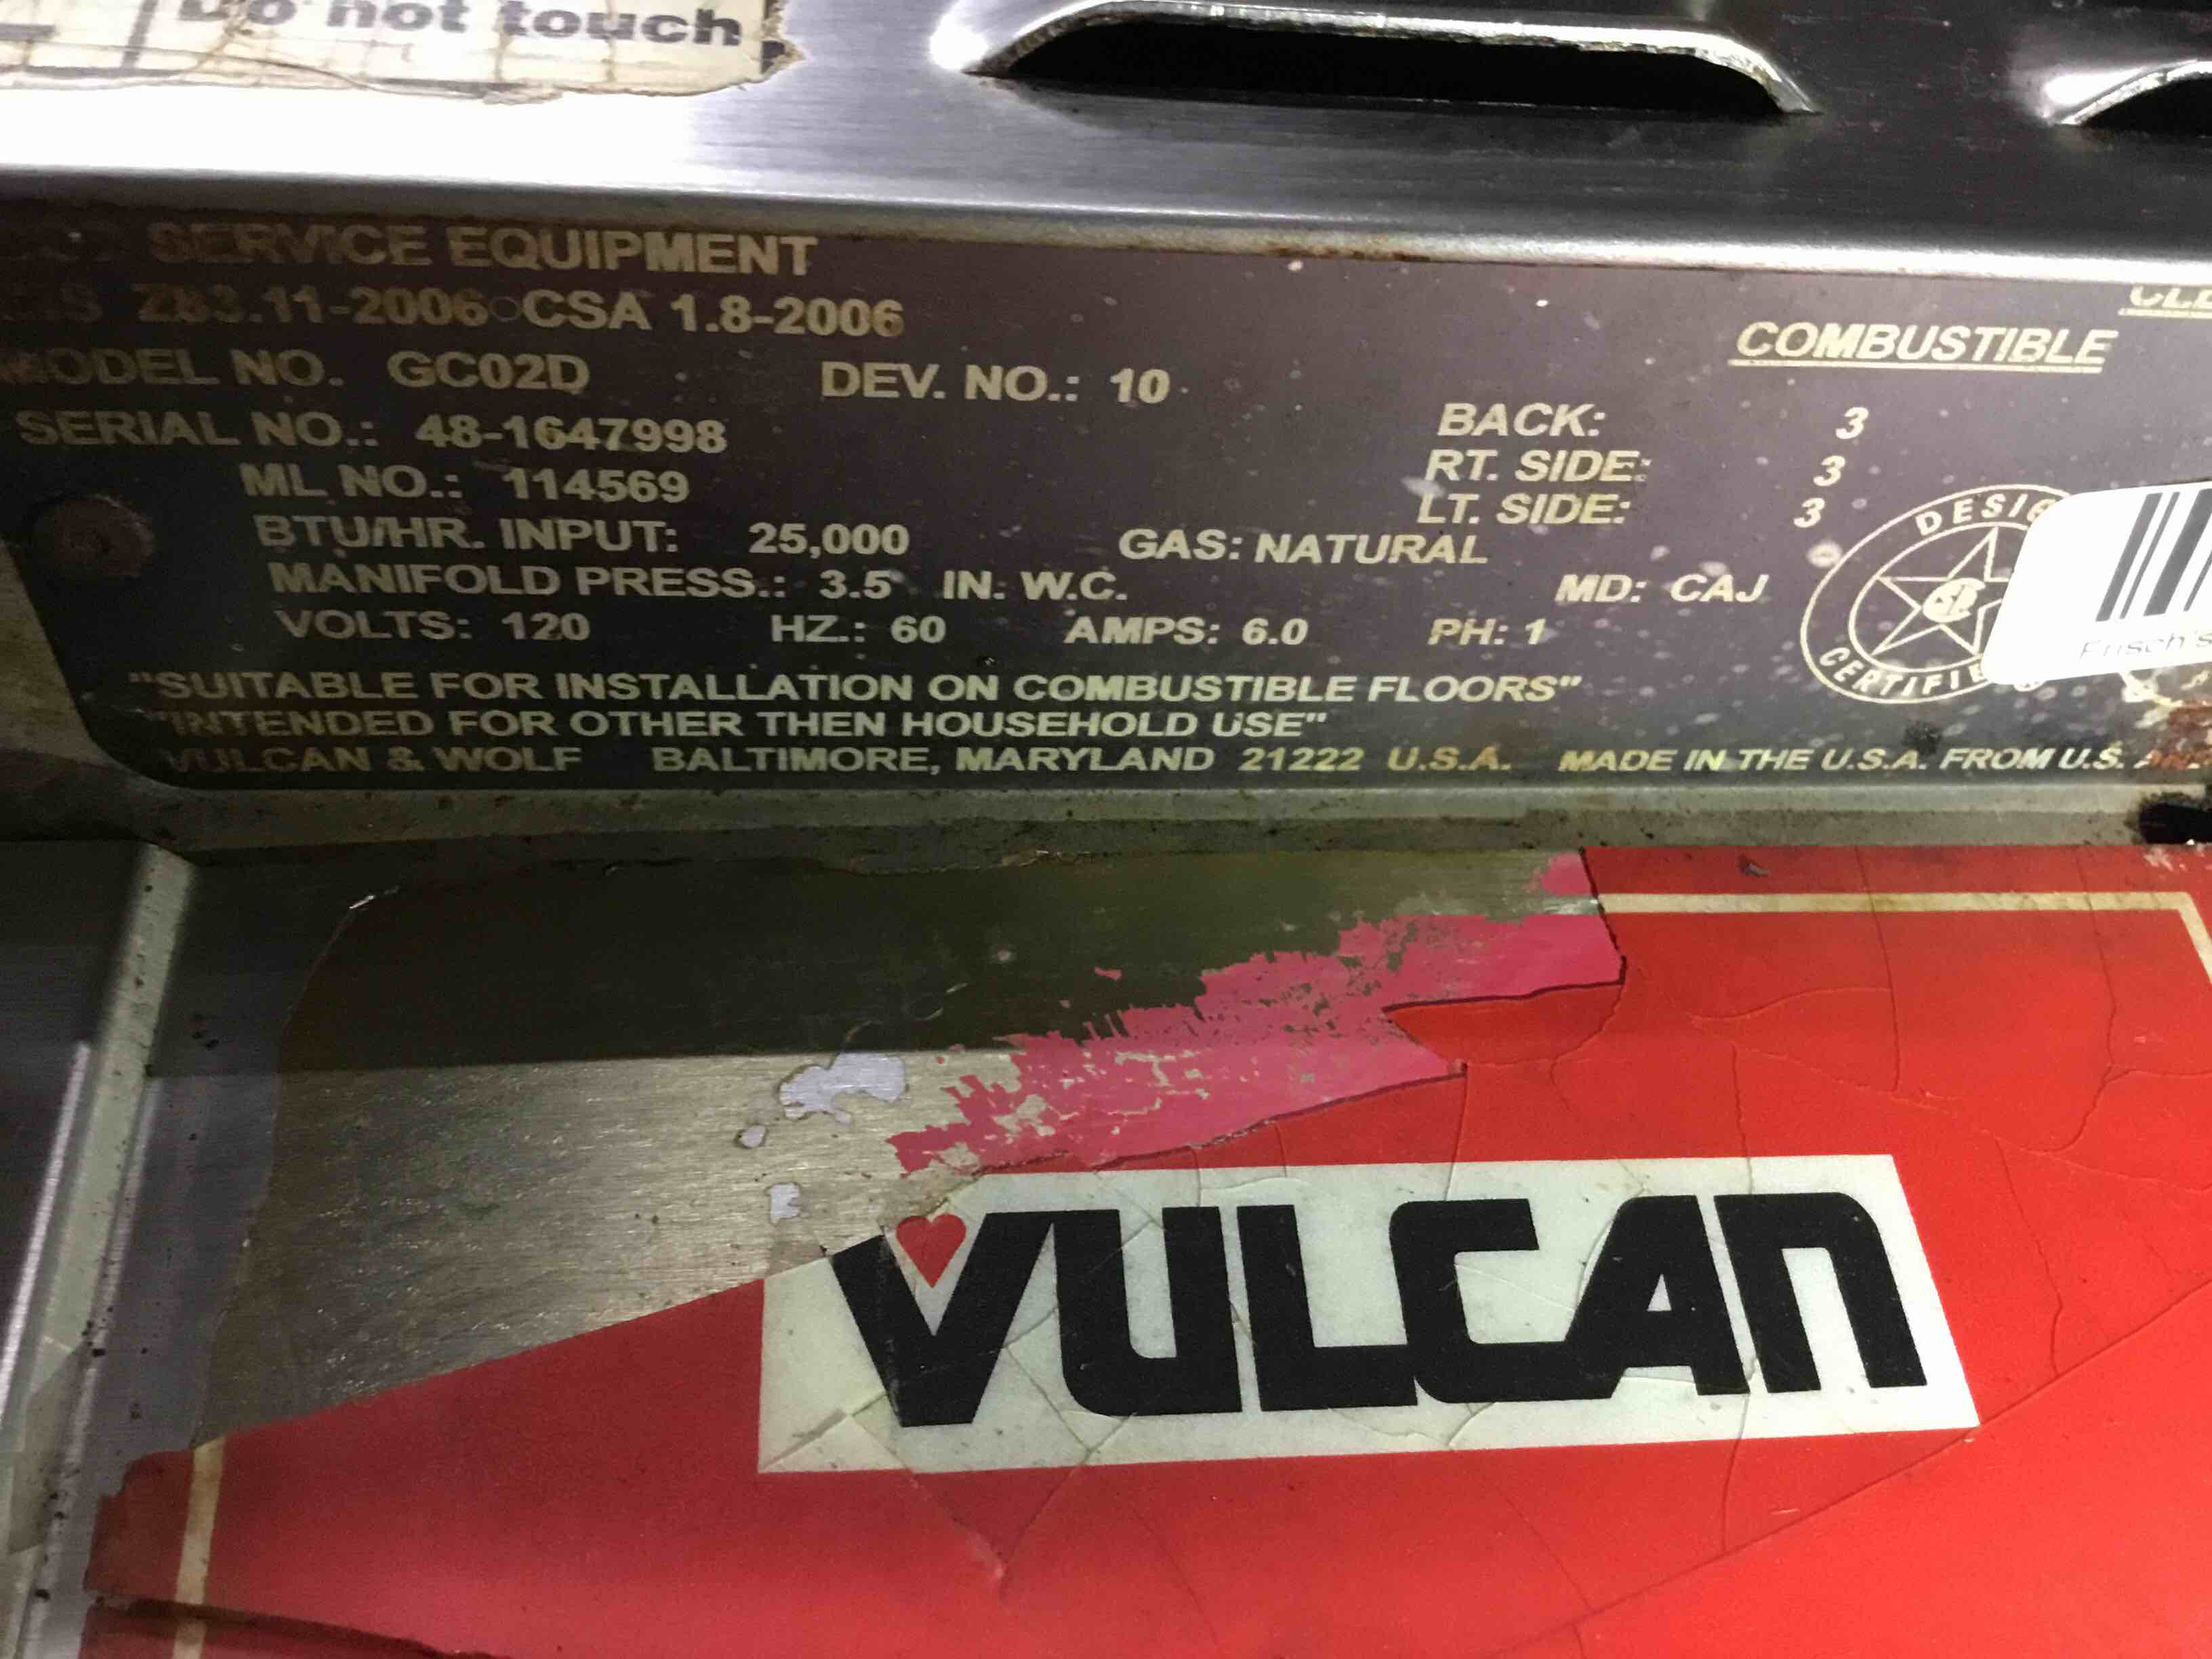 Do not touch
SERVICE EQUIPMENT
Z83.11-2006 CSA 1.8-2006
MODEL NO. GC02D DEV. NO.: 10
SERIAL NO.: 48-1647998
ML NO.: 114569
BTU/HR. INPUT: 25,000 GAS: NATURAL
MANIFOLD PRESS.: 3.5 IN. W.C. MD: CAJ
VOLTS: 120 HZ.: 60 AMPS: 6.0 PH: 1
COMBUSTIBLE
BACK: 3
RT. SIDE: 3
LT. SIDE: 3
"SUITABLE FOR INSTALLATION ON COMBUSTIBLE FLOORS"
"INTENDED FOR OTHER THEN HOUSEHOLD USE"
VULCAN & WOLF BALTIMORE, MARYLAND 21222 U.S.A. MADE IN THE U.S.A. FROM U.S.
Frisch's
VULCAN